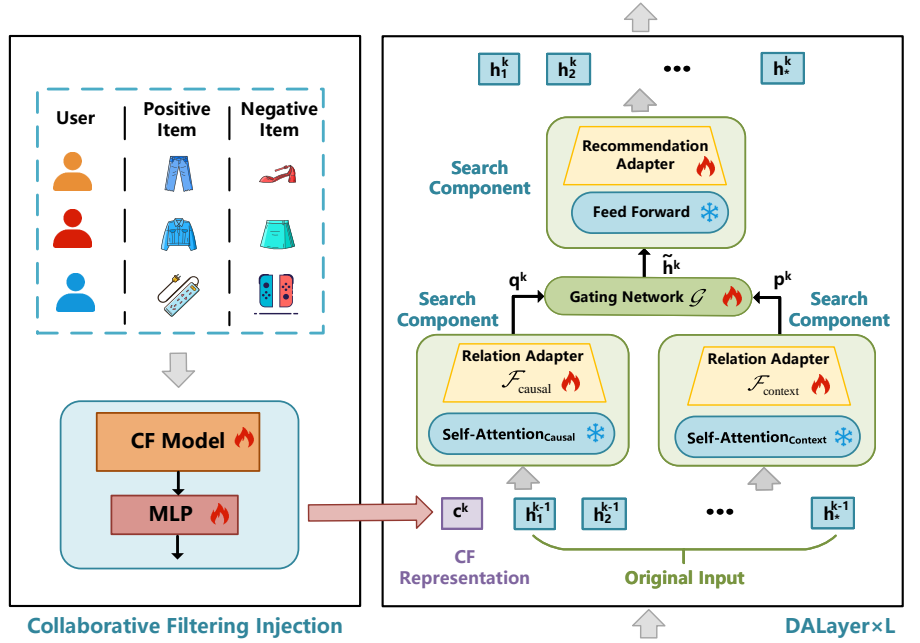 User
Positive
Item
Negative
Item
CF Model
MLP
Collaborative Filtering Injection
h₁ᵏ
h₂ᵏ
•••
h*ᵏ
Search
Component
Recommendation
Adapter
Feed Forward
h̃ᵏ
qᵏ
Gating Network 𝒢
pᵏ
Search
Component
Search
Component
Relation Adapter
ℱcausal
Self-AttentionCausal
Relation Adapter
ℱcontext
Self-AttentionContext
cᵏ
h₁ᵏ⁻¹
h₂ᵏ⁻¹
•••
h*ᵏ⁻¹
CF
Representation
Original Input
DALayer×L